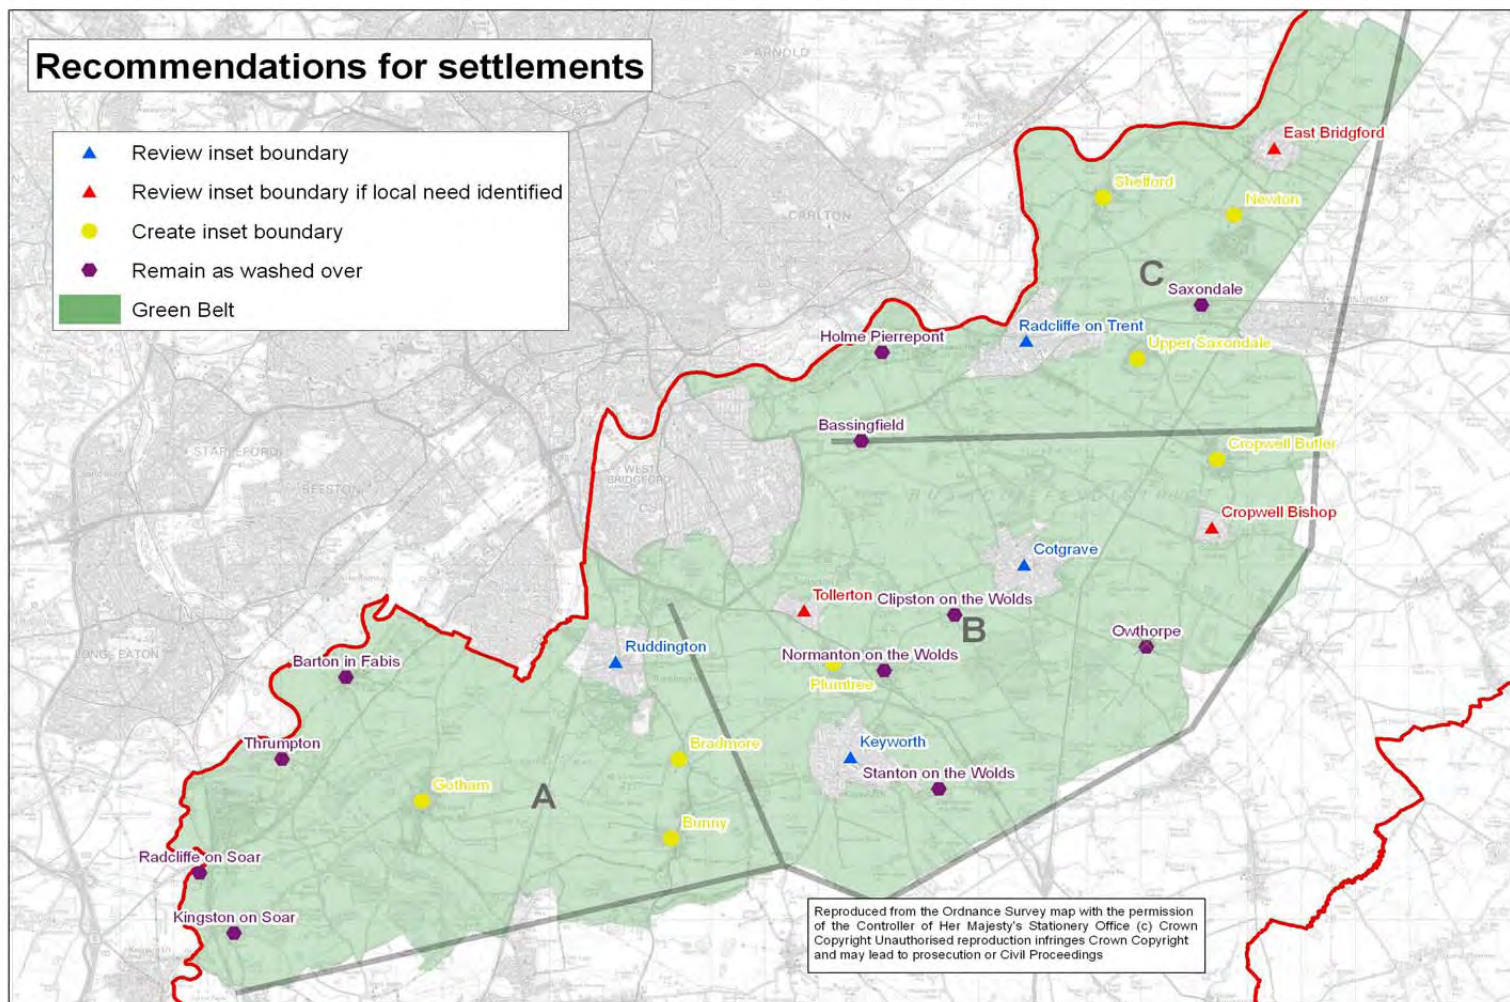 Recommendations for settlements
Review inset boundary
Review inset boundary if local need identified
Create inset boundary
Remain as washed over
Green Belt
ARNOLD
CARLTON
STAPLEFORD
BEESTON
WEST
BRIDGFORD
LONG EATON
East Bridgford
Shelford
Newton
C
Saxondale
Radcliffe on Trent
Holme Pierrepont
Upper Saxondale
Bassingfield
Cropwell Butler
Cropwell Bishop
Cotgrave
Tollerton
Clipston on the Wolds
B
Owthorpe
Ruddington
Normanton on the Wolds
Plumtree
Barton in Fabis
Thrumpton
Bradmore
Keyworth
Stanton on the Wolds
Gotham
A
Bunny
Radcliffe on Soar
Kingston on Soar
Reproduced from the Ordnance Survey map with the permission
of the Controller of Her Majesty's Stationery Office (c) Crown
Copyright Unauthorised reproduction infringes Crown Copyright
and may lead to prosecution or Civil Proceedings